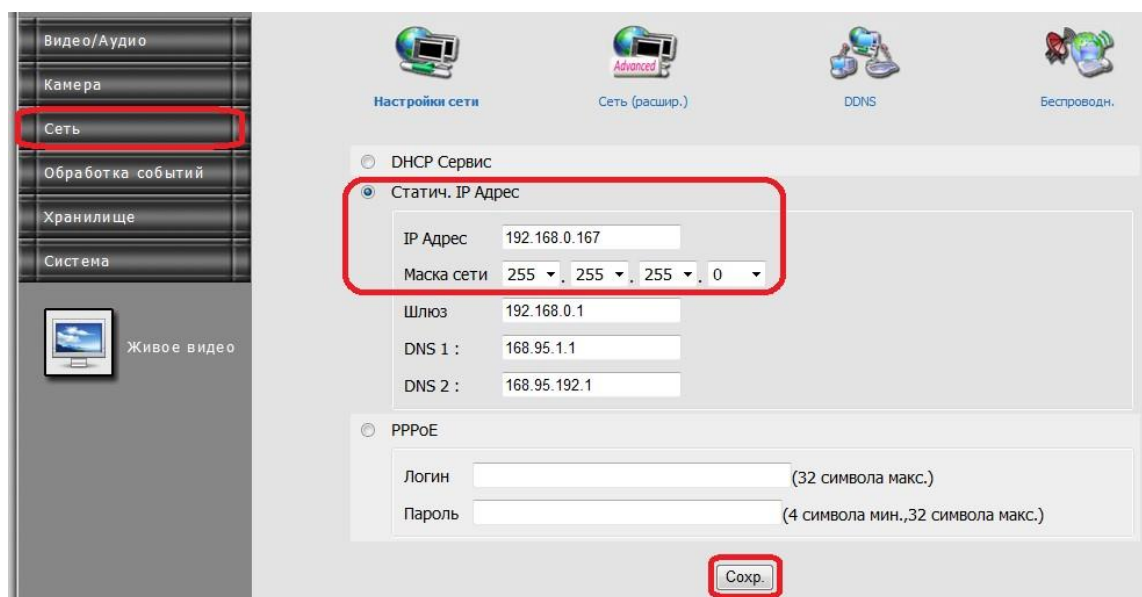 Видео/Аудио
Камера
Сеть
Обработка событий
Хранилище
Система
Живое видео
Advanced
Настройки сети
Сеть (расшир.)
DDNS
Беспроводн.
DHCP Сервис
Статич. IP Адрес
IP Адрес 192.168.0.167
Маска сети 255 . 255 . 255 . 0
Шлюз 192.168.0.1
DNS 1 : 168.95.1.1
DNS 2 : 168.95.192.1
PPPoE
Логин (32 символа макс.)
Пароль (4 символа мин.,32 символа макс.)
Сохр.